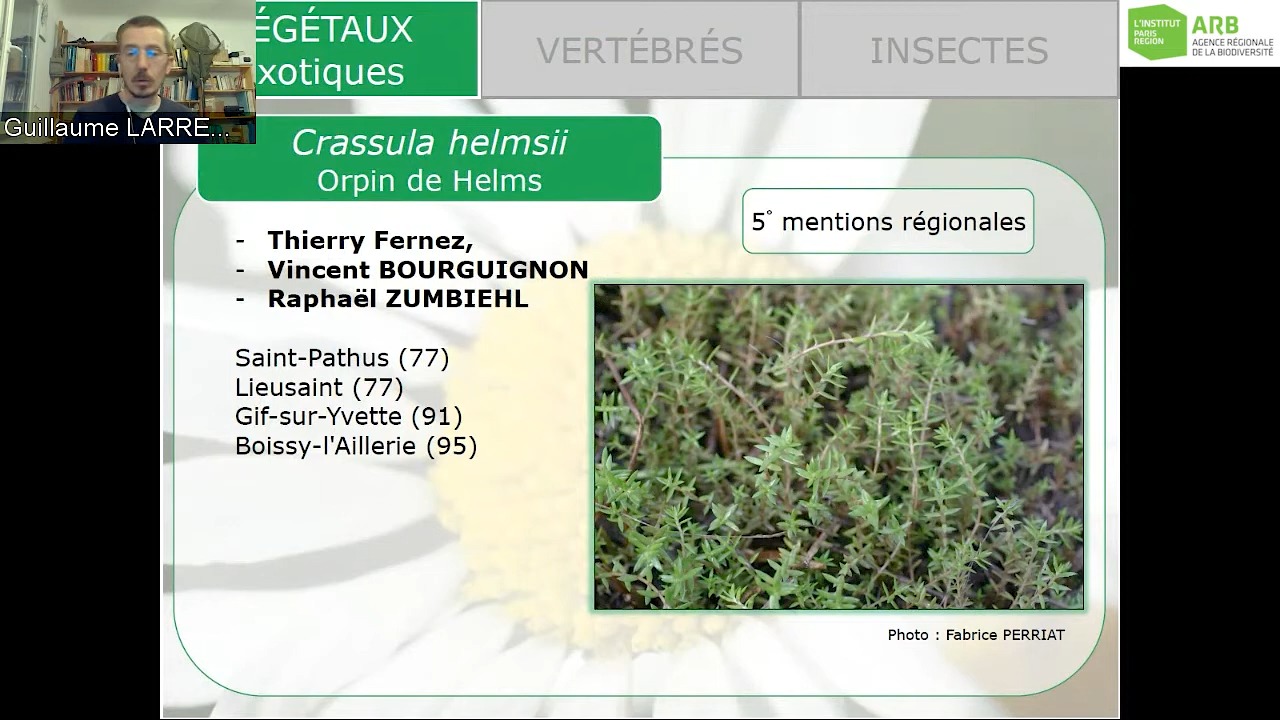 ÉGÉTAUX
xotiques
VERTÉBRÉS
INSECTES
L'INSTITUT
PARIS
REGION
ARB
AGENCE RÉGIONALE
DE LA BIODIVERSITÉ
Guillaume LARRE...
Crassula helmsii
Orpin de Helms
5° mentions régionales
- Thierry Fernez,
- Vincent BOURGUIGNON
- Raphaël ZUMBIEHL
Saint-Pathus (77)
Lieusaint (77)
Gif-sur-Yvette (91)
Boissy-l'Aillerie (95)
Photo : Fabrice PERRIAT